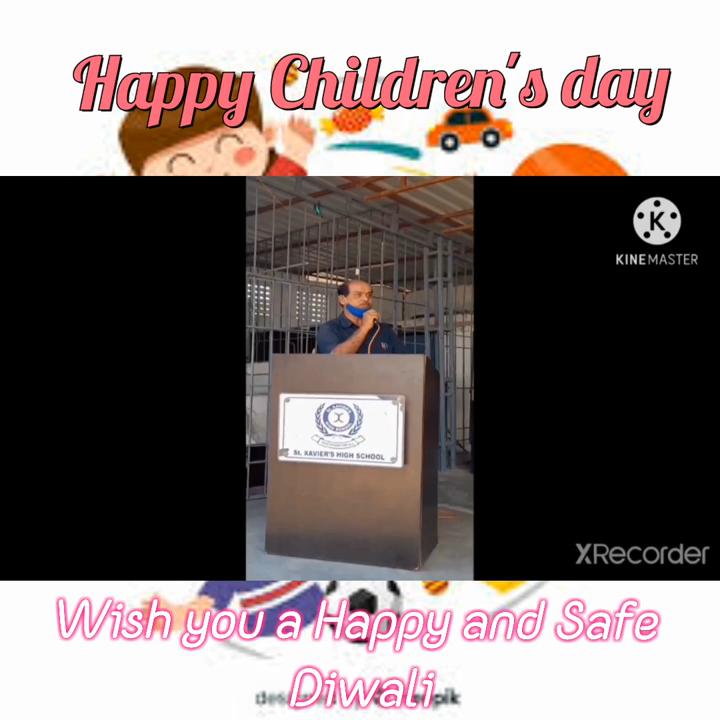 Happy Children's day
KINEMASTER
ST. XAVIER'S HIGH SCHOOL
XRecorder
Wish you a Happy and Safe
Diwali